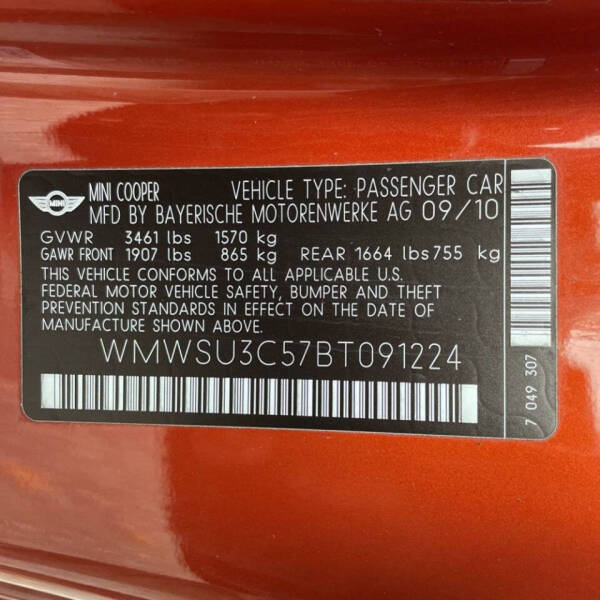 MINI
MINI COOPER VEHICLE TYPE: PASSENGER CAR
MFD BY BAYERISCHE MOTORENWERKE AG 09/10
GVWR 3461 lbs 1570 kg
GAWR FRONT 1907 lbs 865 kg REAR 1664 lbs 755 kg
THIS VEHICLE CONFORMS TO ALL APPLICABLE U.S.
FEDERAL MOTOR VEHICLE SAFETY, BUMPER AND THEFT
PREVENTION STANDARDS IN EFFECT ON THE DATE OF
MANUFACTURE SHOWN ABOVE.
WMWSU3C57BT091224
7 049 307